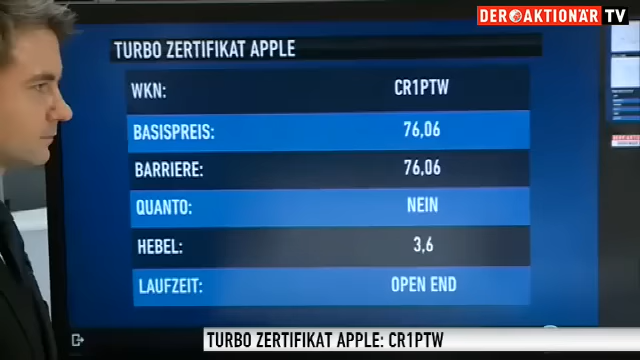 DER AKTIONÄR TV
TURBO ZERTIFIKAT APPLE
WKN: CR1PTW
BASISPREIS: 76,06
BARRIERE: 76,06
QUANTO: NEIN
HEBEL: 3,6
LAUFZEIT: OPEN END
TURBO ZERTIFIKAT APPLE: CR1PTW